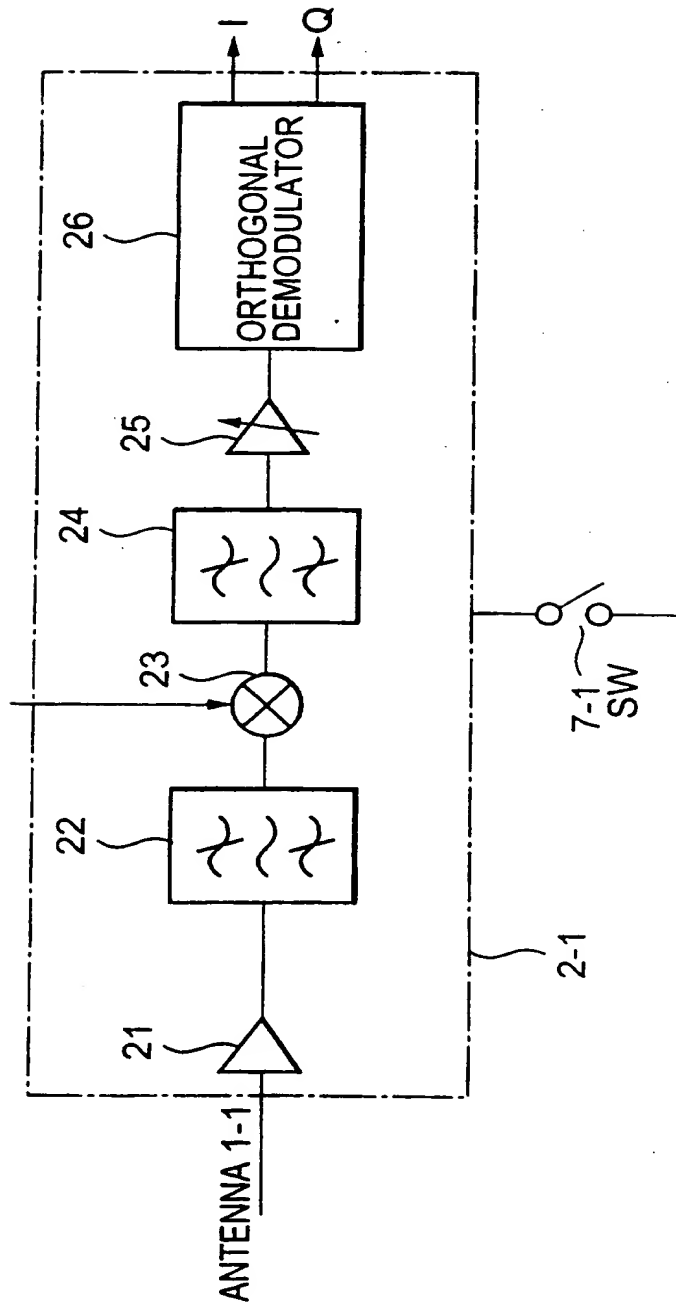 ANTENNA 1-1
21
22
23
24
25
26
ORTHOGONAL
DEMODULATOR
I
Q
2-1
7-1
SW